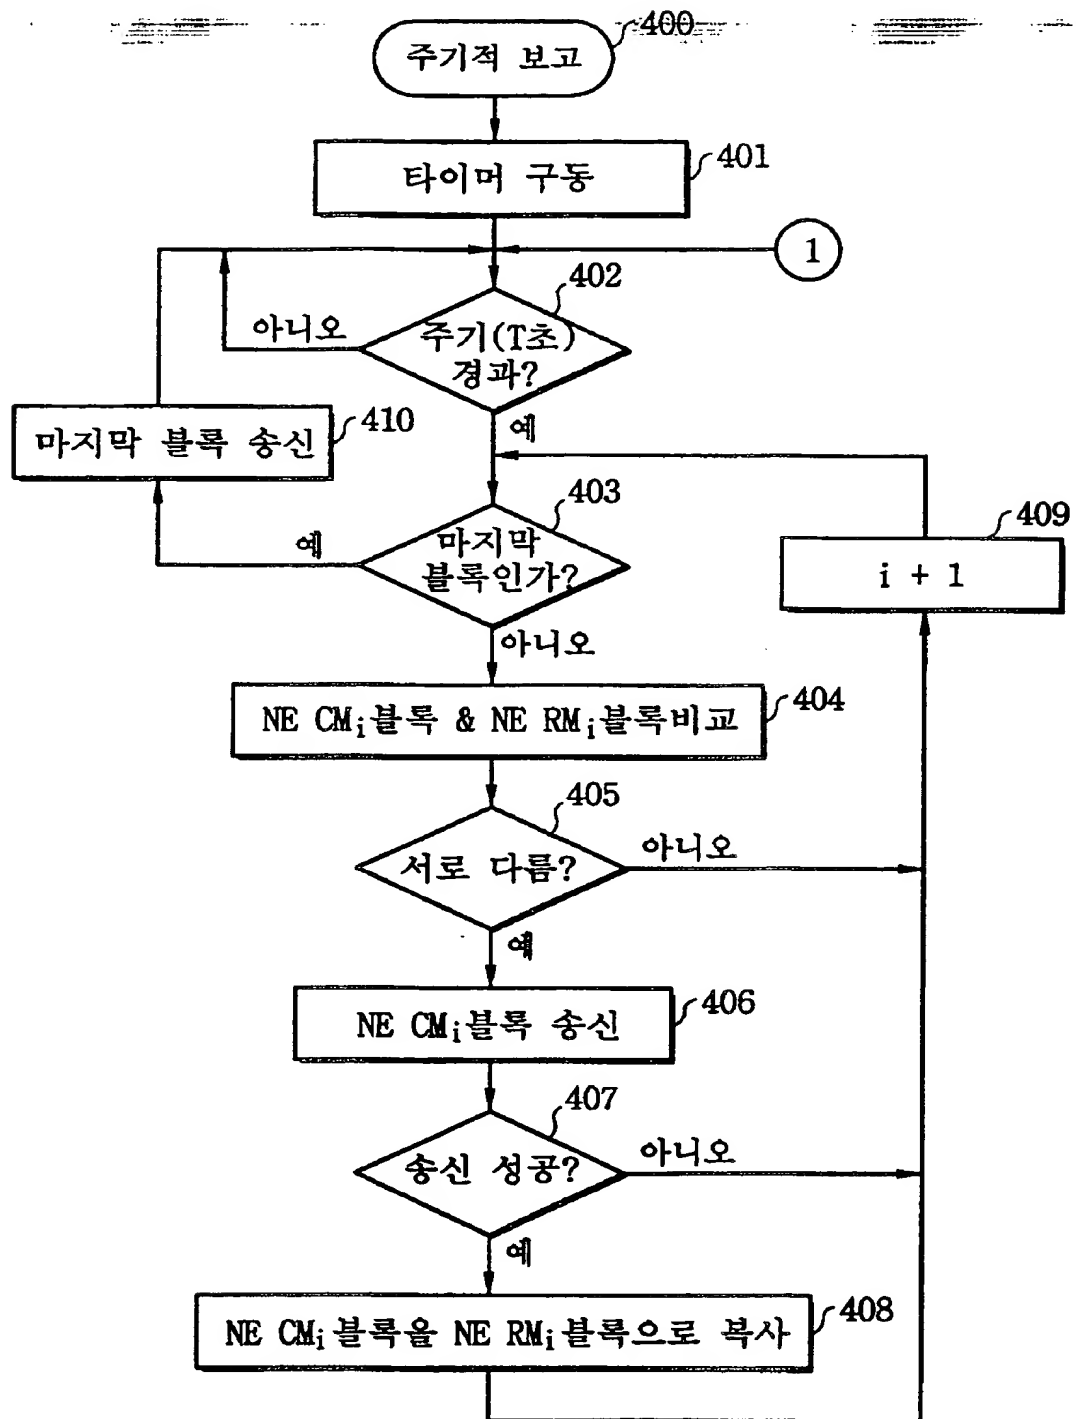 주기적 보고
400
타이머 구동
401
1
402
주기(T초)
경과?
아니오
예
마지막 블록 송신
410
403
마지막
블록인가?
예
아니오
409
i + 1
NE CMi블록 & NE RMi블록비교
404
405
서로 다름?
아니오
예
NE CMi블록 송신
406
407
송신 성공?
아니오
예
NE CMi블록을 NE RMi블록으로 복사
408